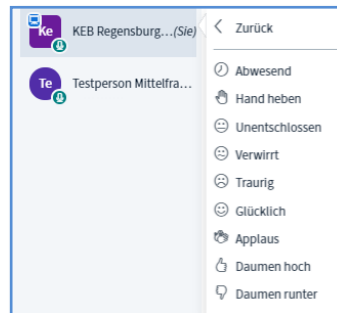 Ke KEB Regensburg...(Sie)
Te Testperson Mittelfra...
Zurück
Abwesend
Hand heben
Unentschlossen
Verwirrt
Traurig
Glücklich
Applaus
Daumen hoch
Daumen runter